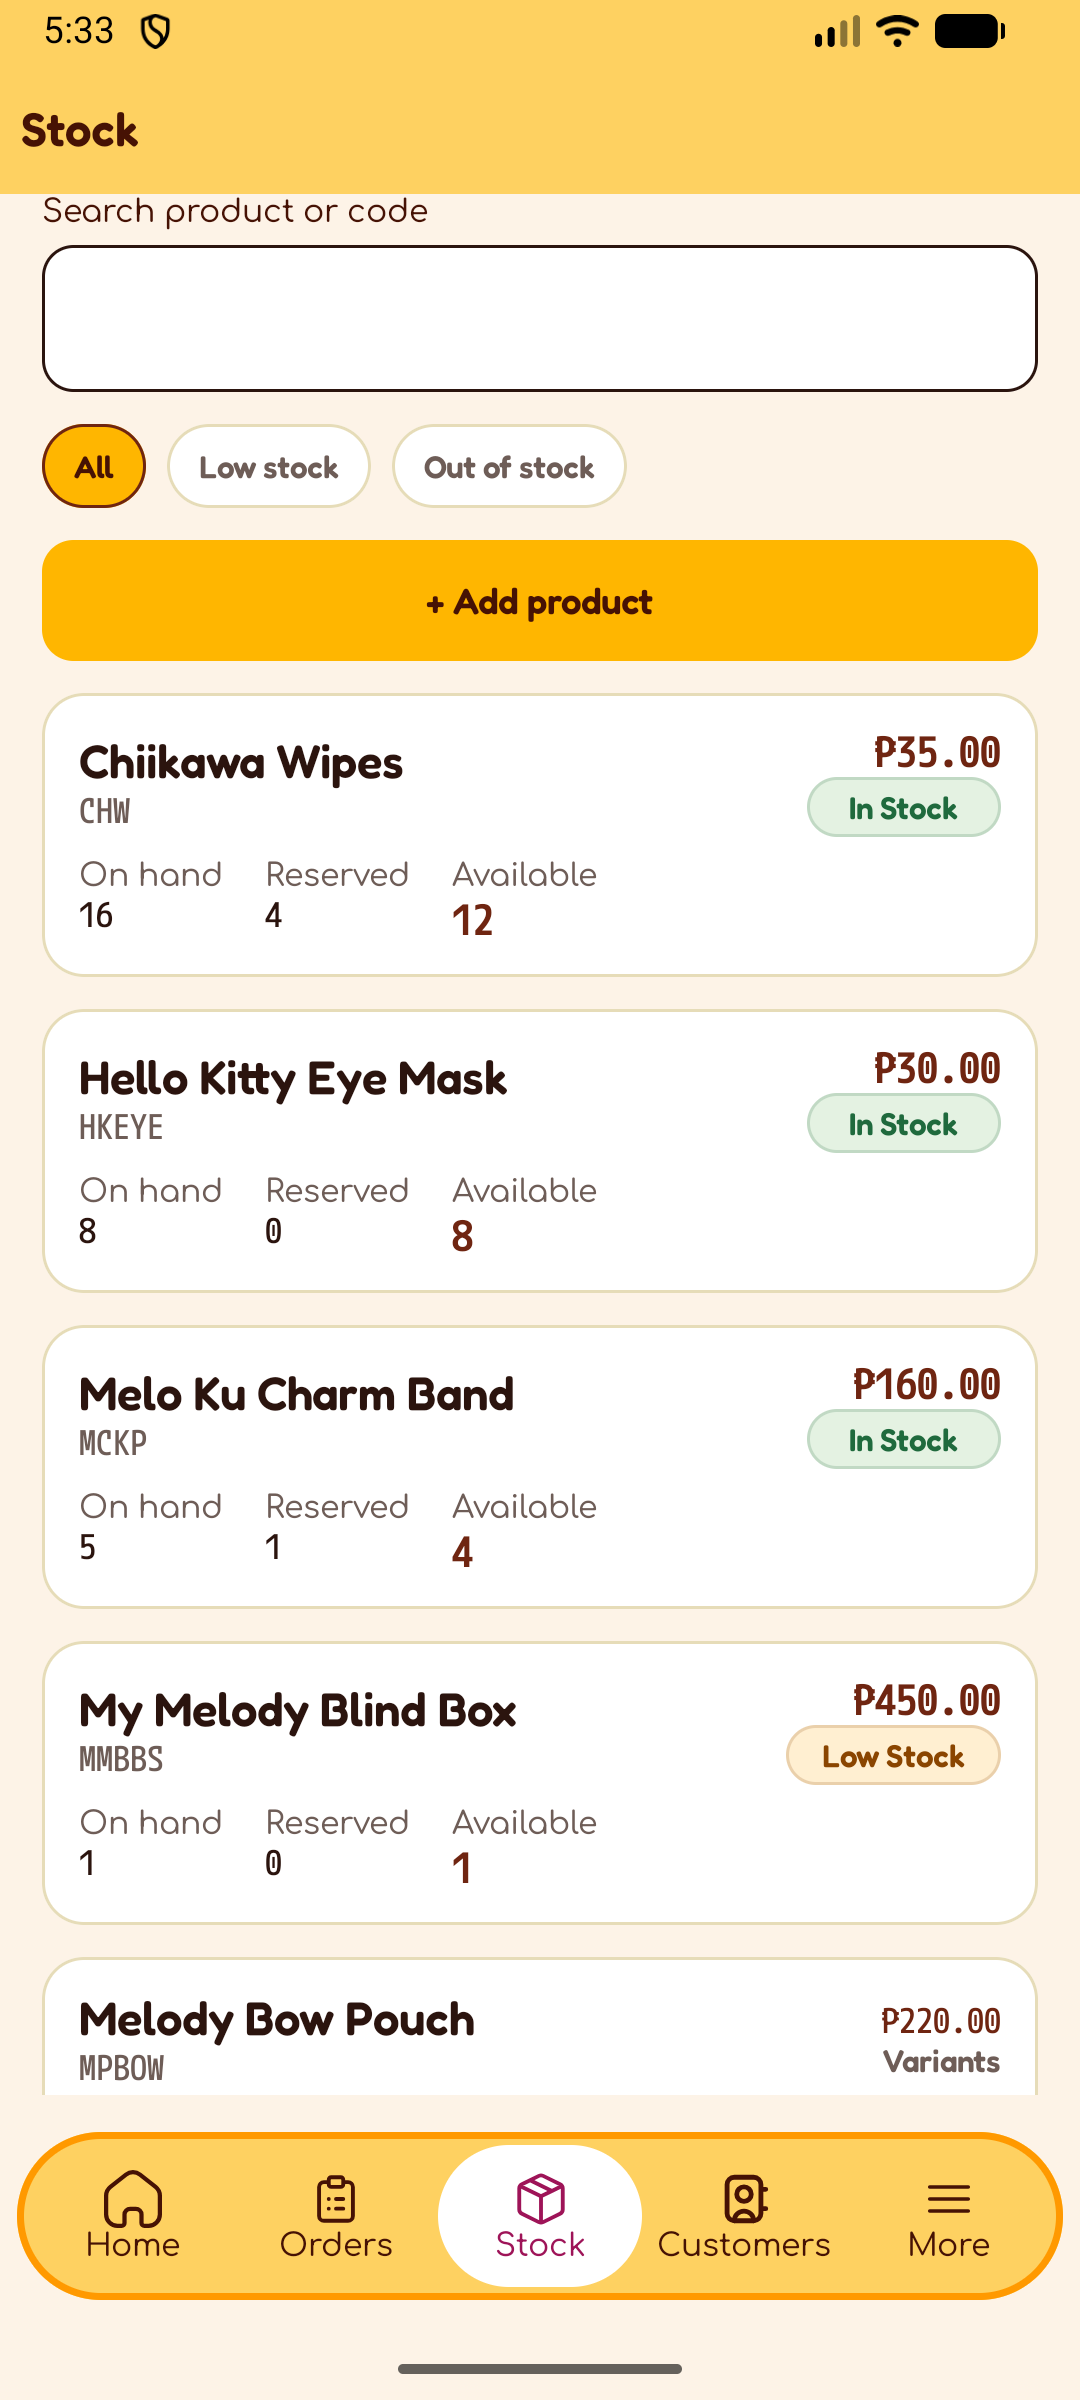 5:33
Stock
Search product or code
All Low stock Out of stock
+ Add product
Chiikawa Wipes
₱35.00
CHW
In Stock
On hand Reserved Available
16 4 12
Hello Kitty Eye Mask
₱30.00
HKEYE
In Stock
On hand Reserved Available
8 0 8
Melo Ku Charm Band
₱160.00
MCKP
In Stock
On hand Reserved Available
5 1 4
My Melody Blind Box
₱450.00
MMBBS
Low Stock
On hand Reserved Available
1 0 1
Melody Bow Pouch
₱220.00
MPBOW
Variants
Home Orders Stock Customers More